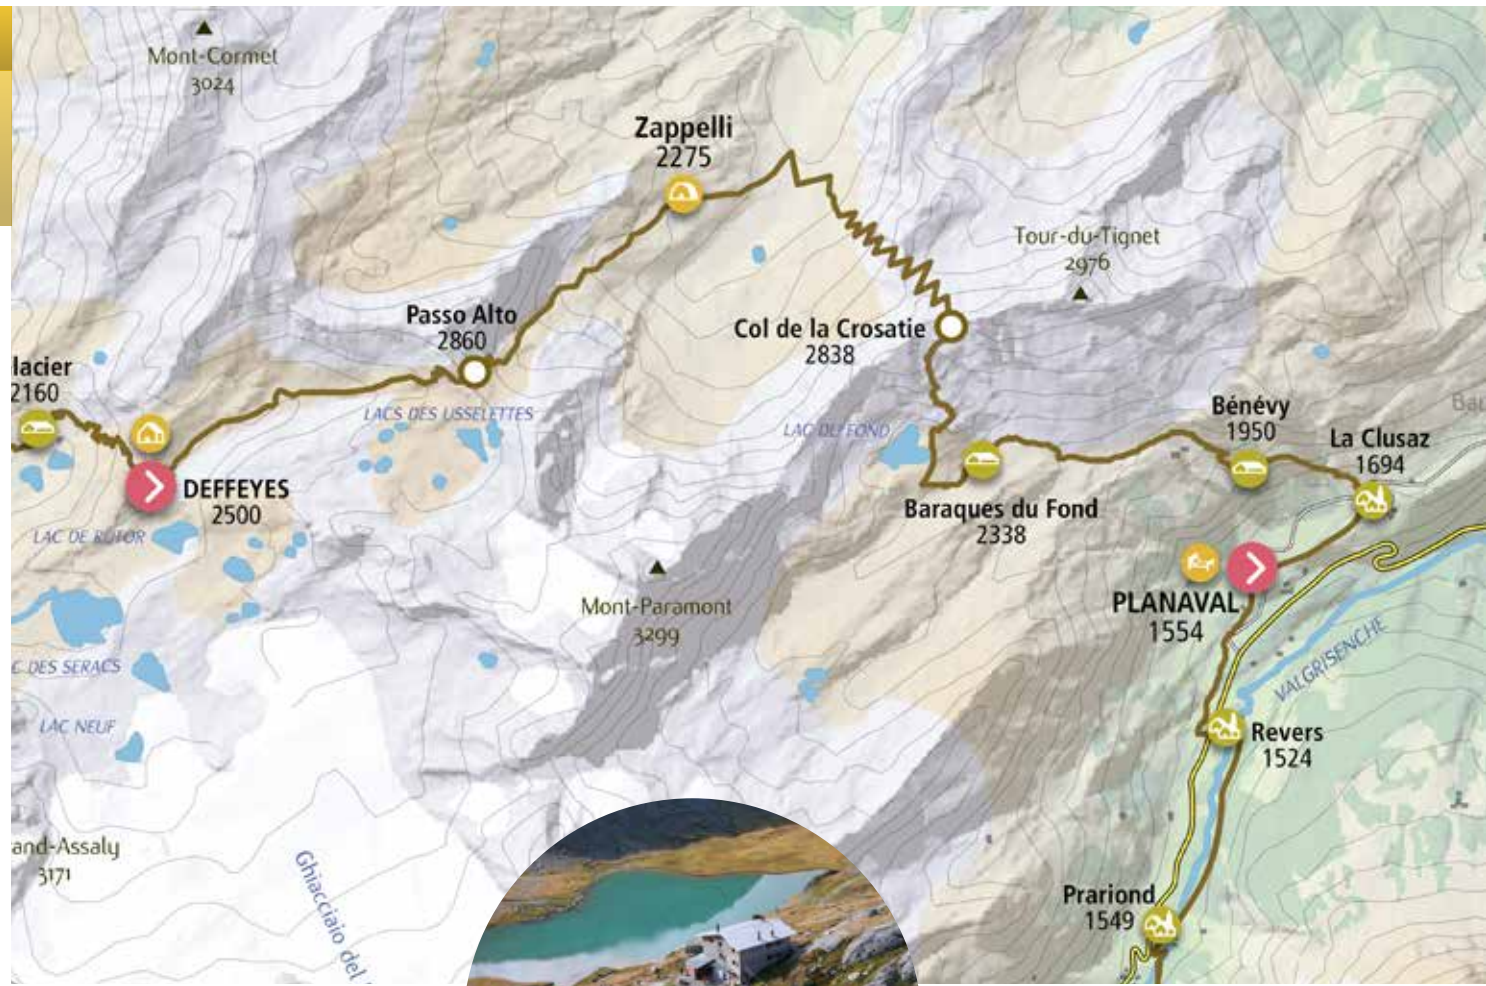 Mont-Cormet
3024
Zappelli
2275
Tour-du-Tignet
2976
Passo Alto
2860
Col de la Crosatie
2838
lacier
2160
LACS DES USSELETTES
LAC DU FOND
Bénévy
1950
La Clusaz
1694
DEFFEYES
2500
Baraques du Fond
2338
LAC DE RUTOR
Mont-Paramont
3299
PLANAVAL
1554
VALGRISENCHE
C DES SERACS
LAC NEUF
Revers
1524
and-Assaly
3171
Ghiacciaio del
Prariond
1549